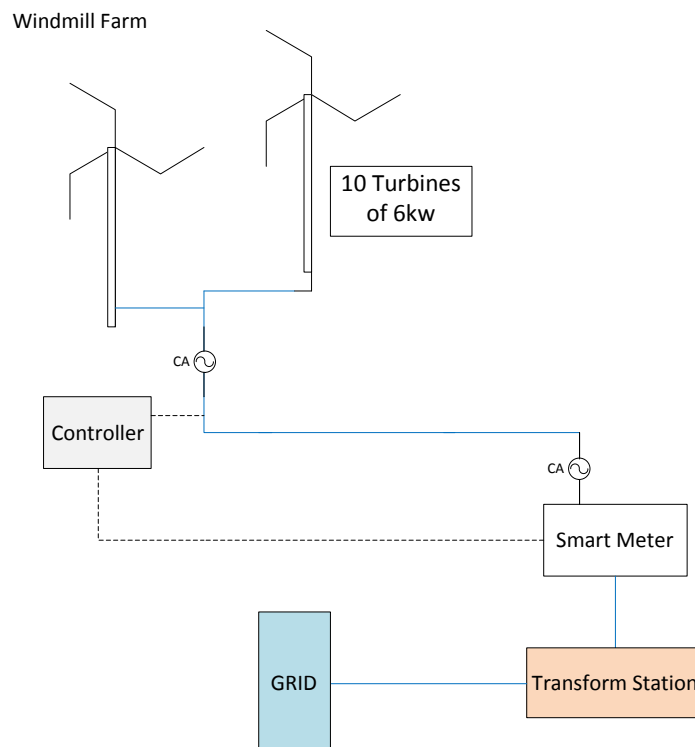 Windmill Farm
10 Turbines
of 6kw
CA
Controller
CA
Smart Meter
GRID
Transform Station